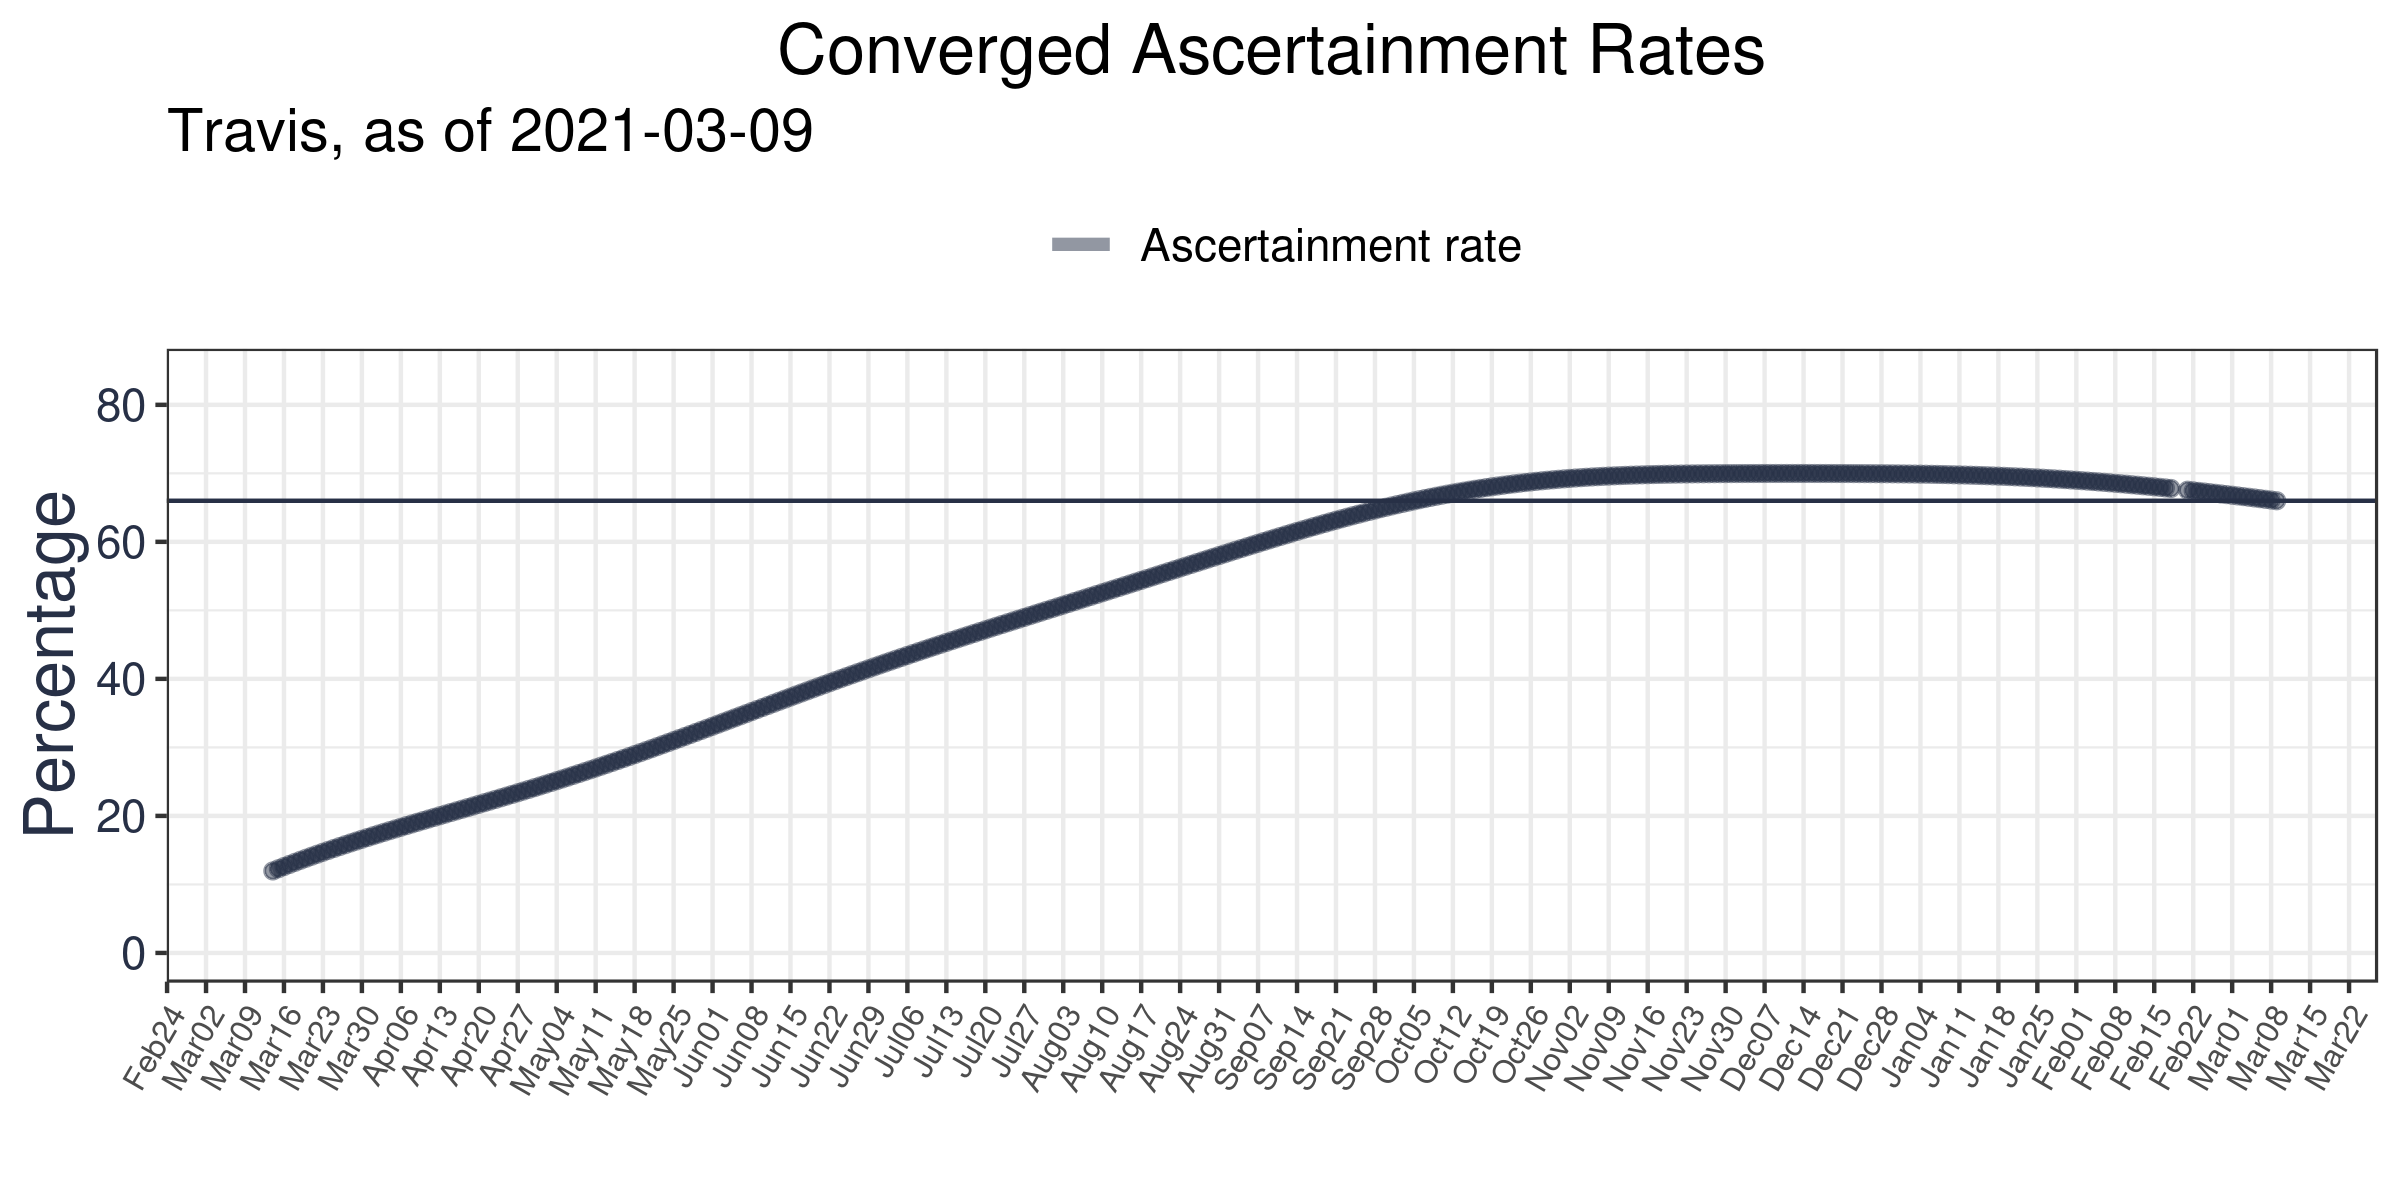 Converged Ascertainment Rates
Travis, as of 2021-03-09
Ascertainment rate
Percentage
80
60
40
20
0
Feb24 Mar02 Mar09 Mar16 Mar23 Mar30 Apr06 Apr13 Apr20 Apr27 May04 May11 May18 May25 Jun01 Jun08 Jun15 Jun22 Jun29 Jul06 Jul13 Jul20 Jul27 Aug03 Aug10 Aug17 Aug24 Aug31 Sep07 Sep14 Sep21 Sep28 Oct05 Oct12 Oct19 Oct26 Nov02 Nov09 Nov16 Nov23 Nov30 Dec07 Dec14 Dec21 Dec28 Jan04 Jan11 Jan18 Jan25 Feb01 Feb08 Feb15 Feb22 Mar01 Mar08 Mar15 Mar22